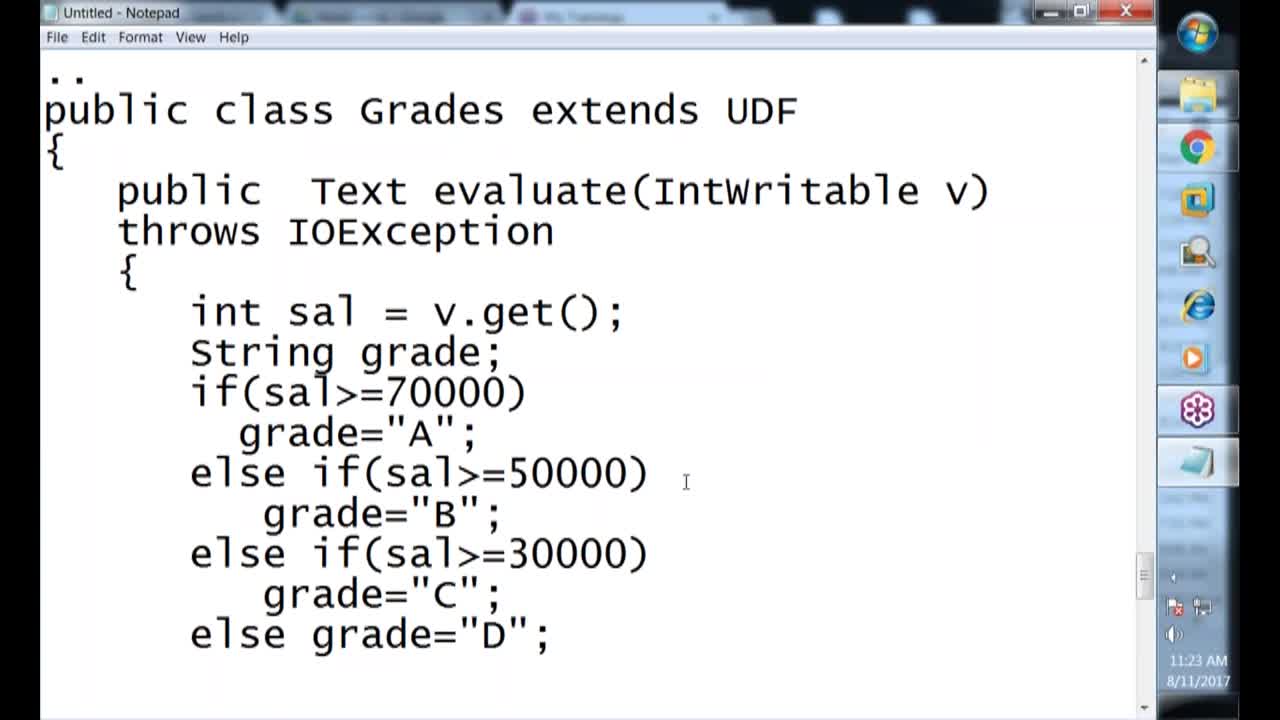 Untitled - Notepad
File Edit Format View Help
..
public class Grades extends UDF
{
public  Text evaluate(IntWritable v)
throws IOException
{
int sal = v.get();
String grade;
if(sal>=70000)
grade="A";
else if(sal>=50000)
grade="B";
else if(sal>=30000)
grade="C";
else grade="D";
11:23 AM
8/11/2017